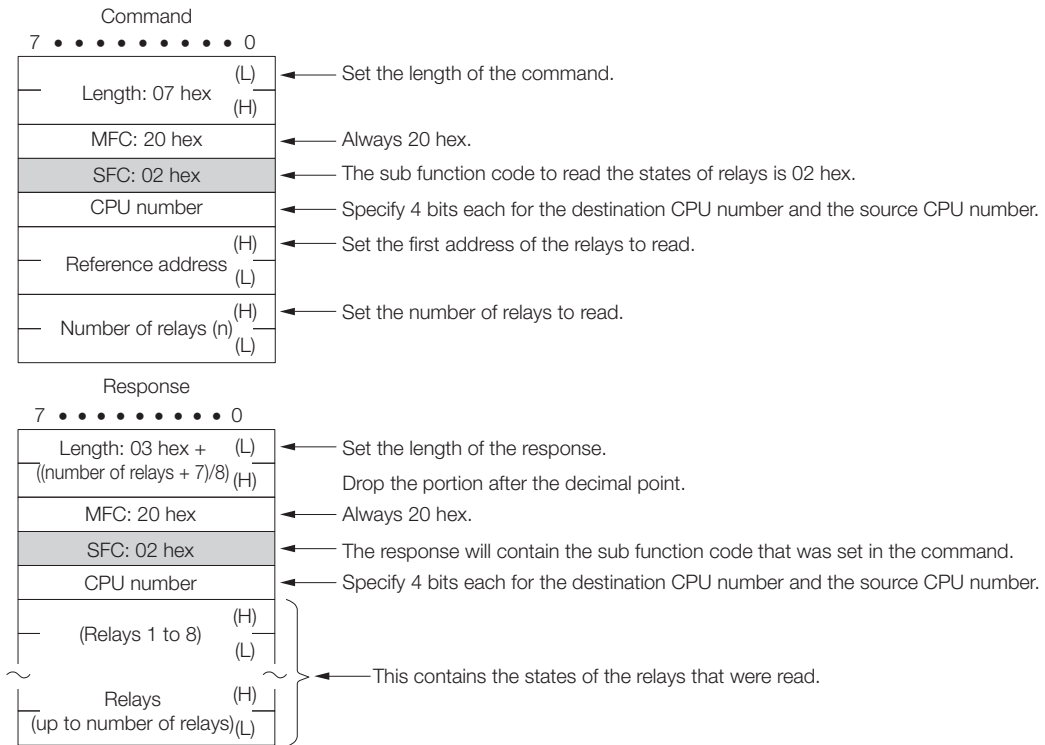 Command
7 • • • • • • • • • 0
Length: 07 hex (L)
(H)
Set the length of the command.
MFC: 20 hex
Always 20 hex.
SFC: 02 hex
The sub function code to read the states of relays is 02 hex.
CPU number
Specify 4 bits each for the destination CPU number and the source CPU number.
Reference address (H)
(L)
Set the first address of the relays to read.
Number of relays (n) (H)
(L)
Set the number of relays to read.
Response
7 • • • • • • • • • 0
Length: 03 hex + (L)
((number of relays + 7)/8) (H)
Set the length of the response.
Drop the portion after the decimal point.
MFC: 20 hex
Always 20 hex.
SFC: 02 hex
The response will contain the sub function code that was set in the command.
CPU number
Specify 4 bits each for the destination CPU number and the source CPU number.
(Relays 1 to 8) (H)
(L)
This contains the states of the relays that were read.
Relays (H)
(up to number of relays) (L)